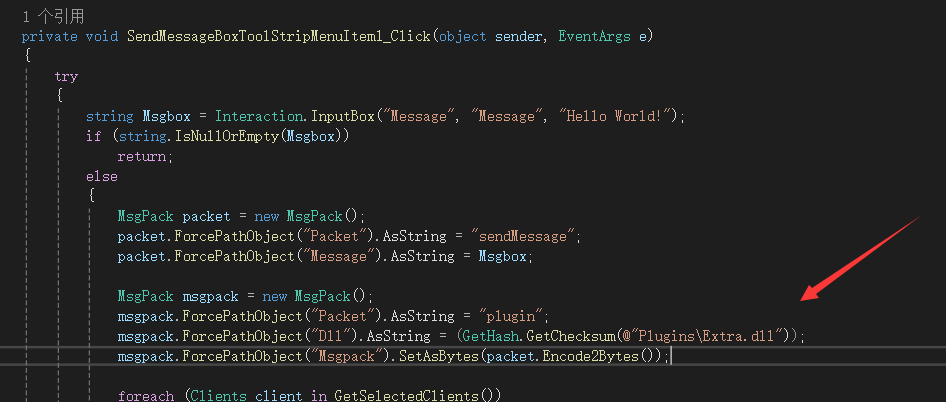 1 个引用
private void SendMessageBoxToolStripMenuItem1_Click(object sender, EventArgs e)
{
try
{
string Msgbox = Interaction.InputBox("Message", "Message", "Hello World!");
if (string.IsNullOrEmpty(Msgbox))
return;
else
{
MsgPack packet = new MsgPack();
packet.ForcePathObject("Packet").AsString = "sendMessage";
packet.ForcePathObject("Message").AsString = Msgbox;
MsgPack msgpack = new MsgPack();
msgpack.ForcePathObject("Packet").AsString = "plugin";
msgpack.ForcePathObject("Dll").AsString = (GetHash.GetChecksum(@"Plugins\Extra.dll"));
msgpack.ForcePathObject("Msgpack").SetAsBytes(packet.Encode2Bytes());
foreach (Clients client in GetSelectedClients())